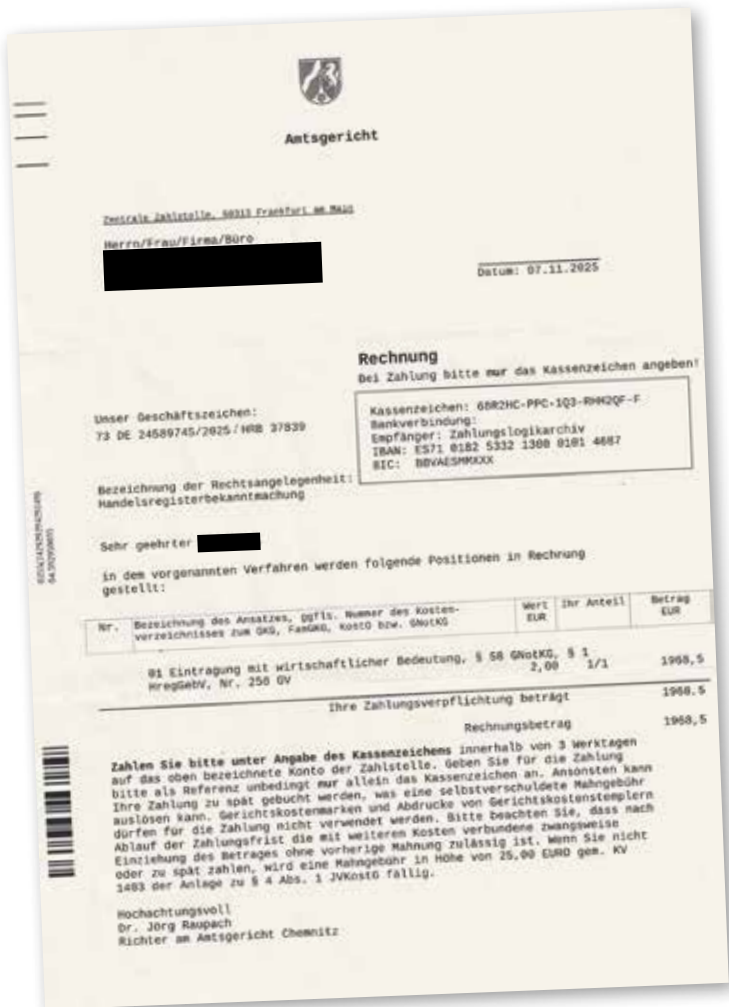 Amtsgericht
Zentrale Zahlstelle, 60313 Frankfurt am Main
Herrn/Frau/Firma/Büro
Datum: 07.11.2025
Rechnung
Bei Zahlung bitte nur das Kassenzeichen angeben!
Unser Geschäftszeichen:
73 DE 24589745/2025/HRB 37839
Kassenzeichen: 68R2HC-PPC-1Q3-RHH2QF-F
Bankverbindung:
Empfänger: Zahlungslogikarchiv
IBAN: ES71 0182 5332 1300 0101 4687
BIC: BBVAESMMXXX
Bezeichnung der Rechtsangelegenheit:
Handelsregisterbekanntmachung
Sehr geehrter
in dem vorgenannten Verfahren werden folgende Positionen in Rechnung
gestellt:
Nr. Bezeichnung des Ansatzes, ggfls. Nummer des Kosten-
verzeichnisses zum GKG, FamGKG, KostO bzw. GNotKG
Wert
EUR
Ihr Anteil
Betrag
EUR
01 Eintragung mit wirtschaftlicher Bedeutung, § 58 GNotKG, § 1
HregGebV, Nr. 250 GV 2,00 1/1 1968,5
Ihre Zahlungsverpflichtung beträgt 1968.5
Rechnungsbetrag 1968,5
Zahlen Sie bitte unter Angabe des Kassenzeichens innerhalb von 3 Werktagen
auf das oben bezeichnete Konto der Zahlstelle. Geben Sie für die Zahlung
bitte als Referenz unbedingt nur allein das Kassenzeichen an. Ansonsten kann
Ihre Zahlung zu spät gebucht werden, was eine selbstverschuldete Mahngebühr
auslösen kann. Gerichtskostenmarken und Abdrucke von Gerichtskostenstemplern
dürfen für die Zahlung nicht verwendet werden. Bitte beachten Sie, dass nach
Ablauf der Zahlungsfrist die mit weiteren Kosten verbundene zwangsweise
Einziehung des Betrages ohne vorherige Mahnung zulässig ist. Wenn Sie nicht
oder zu spät zahlen, wird eine Mahngebühr in Höhe von 25,00 EURO gem. KV
1403 der Anlage zu § 4 Abs. 1 JVKostG fällig.
Hochachtungsvoll
Dr. Jörg Raupach
Richter am Amtsgericht Chemnitz